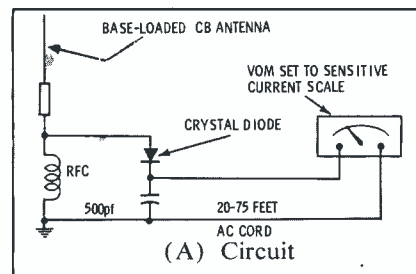 BASE-LOADED CB ANTENNA
VOM SET TO SENSITIVE
CURRENT SCALE
CRYSTAL DIODE
RFC
500pf
20-75 FEET
AC CORD
(A) Circuit